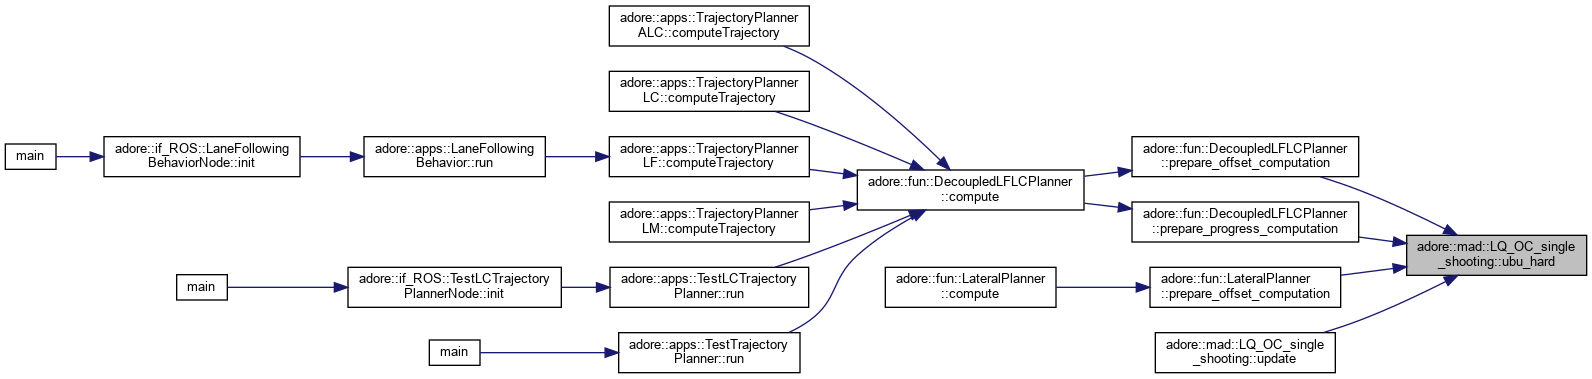 adore::apps::TrajectoryPlanner
ALC::computeTrajectory
adore::apps::TrajectoryPlanner
LC::computeTrajectory
main
adore::if_ROS::LaneFollowing
BehaviorNode::init
adore::apps::LaneFollowing
Behavior::run
adore::apps::TrajectoryPlanner
LF::computeTrajectory
adore::fun::DecoupledLFLCPlanner
::compute
adore::fun::DecoupledLFLCPlanner
::prepare_offset_computation
adore::apps::TrajectoryPlanner
LM::computeTrajectory
adore::fun::DecoupledLFLCPlanner
::prepare_progress_computation
adore::mad::LQ_OC_single
_shooting::ubu_hard
main
adore::if_ROS::TestLCTrajectory
PlannerNode::init
adore::apps::TestLCTrajectory
Planner::run
adore::fun::LateralPlanner
::compute
adore::fun::LateralPlanner
::prepare_offset_computation
main
adore::apps::TestTrajectory
Planner::run
adore::mad::LQ_OC_single
_shooting::update